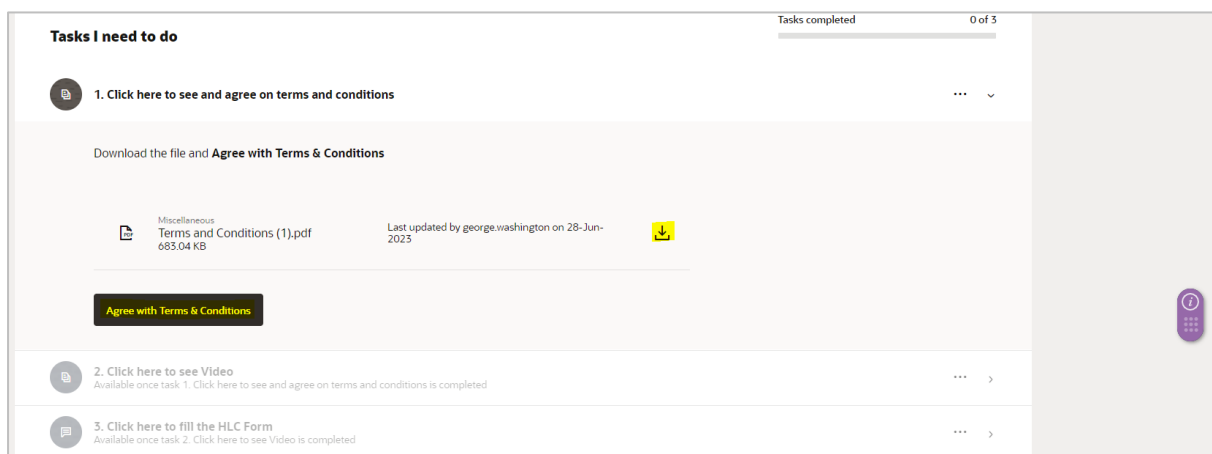 Tasks completed 0 of 3
Tasks I need to do
1. Click here to see and agree on terms and conditions
Download the file and Agree with Terms & Conditions
PDF
Miscellaneous
Terms and Conditions (1).pdf
683.04 KB
Last updated by george.washington on 28-Jun-
2023
Agree with Terms & Conditions
2. Click here to see Video
Available once task 1. Click here to see and agree on terms and conditions is completed
3. Click here to fill the HLC Form
Available once task 2. Click here to see Video is completed